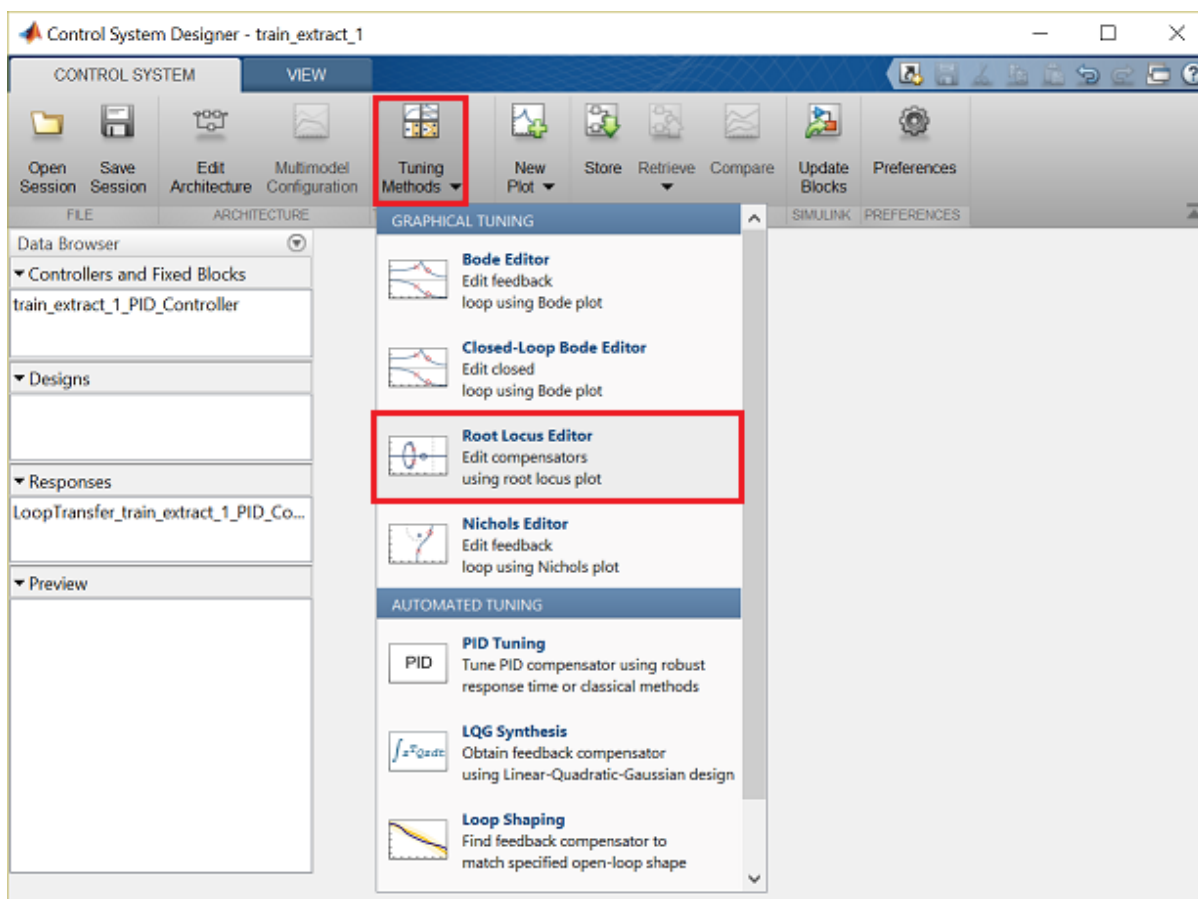 Control System Designer - train_extract_1
CONTROL SYSTEM
VIEW
Open
Session
Save
Session
Edit
Architecture
Multimodel
Configuration
Tuning
Methods
New
Plot
Store
Retrieve
Compare
Update
Blocks
Preferences
FILE
ARCHITECTURE
SIMULINK
PREFERENCES
Data Browser
Controllers and Fixed Blocks
train_extract_1_PID_Controller
Designs
Responses
LoopTransfer_train_extract_1_PID_Co...
Preview
GRAPHICAL TUNING
Bode Editor
Edit feedback
loop using Bode plot
Closed-Loop Bode Editor
Edit closed
loop using Bode plot
Root Locus Editor
Edit compensators
using root locus plot
Nichols Editor
Edit feedback
loop using Nichols plot
AUTOMATED TUNING
PID
PID Tuning
Tune PID compensator using robust
response time or classical methods
LQG Synthesis
Obtain feedback compensator
using Linear-Quadratic-Gaussian design
Loop Shaping
Find feedback compensator to
match specified open-loop shape